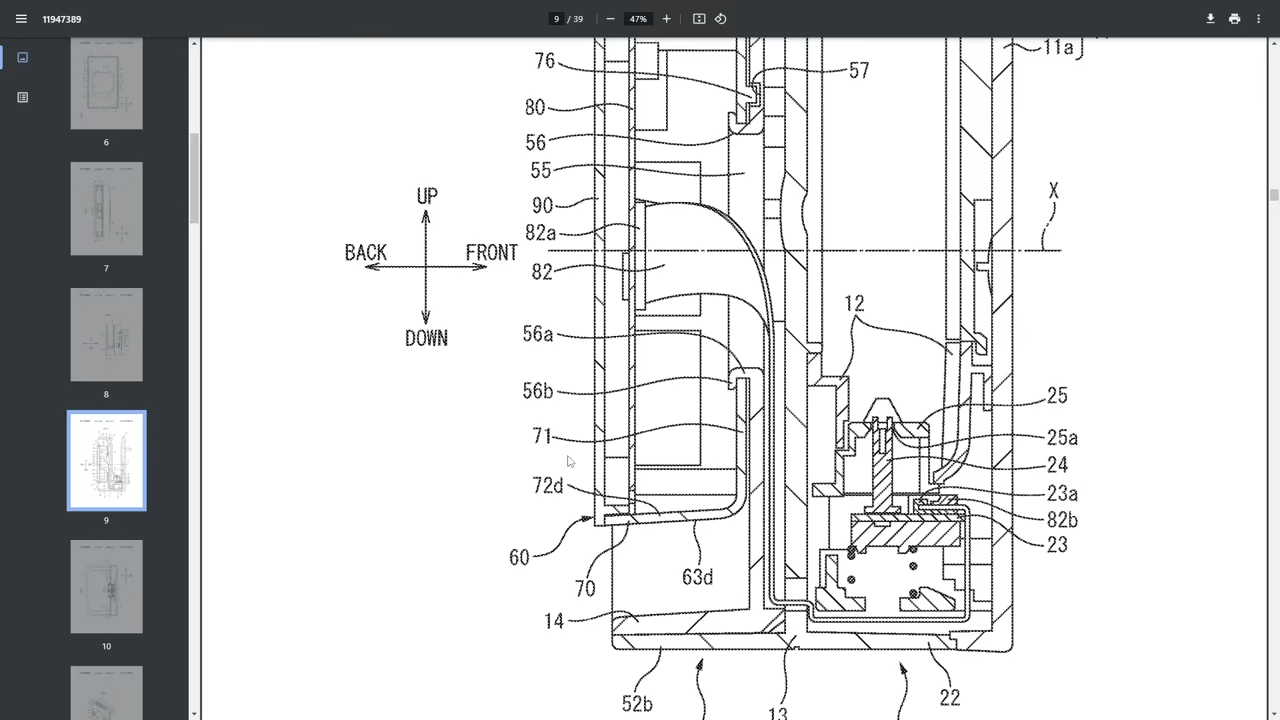 11947389
9 / 39
47%
6
7
8
9
10
11a
76
57
80
56
55
X
UP
90
82a
BACK
FRONT
82
12
DOWN
56a
56b
25
71
25a
24
72d
23a
82b
60
23
63d
70
14
52b
13
22